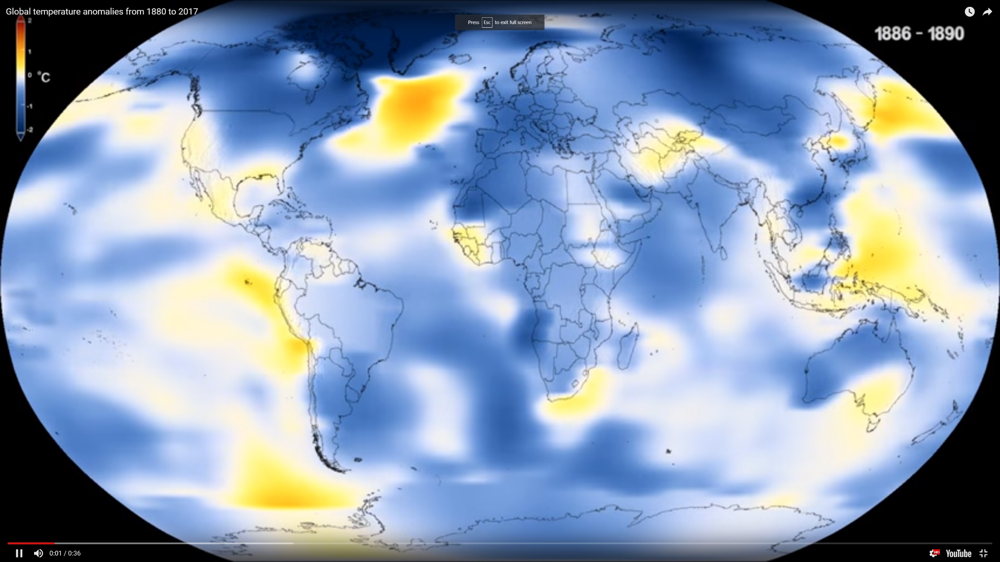 Global temperature anomalies from 1880 to 2017
Press Esc to exit full screen
1886 - 1890
2
1
0 °C
-1
-2
0:01 / 0:36
HD
YouTube